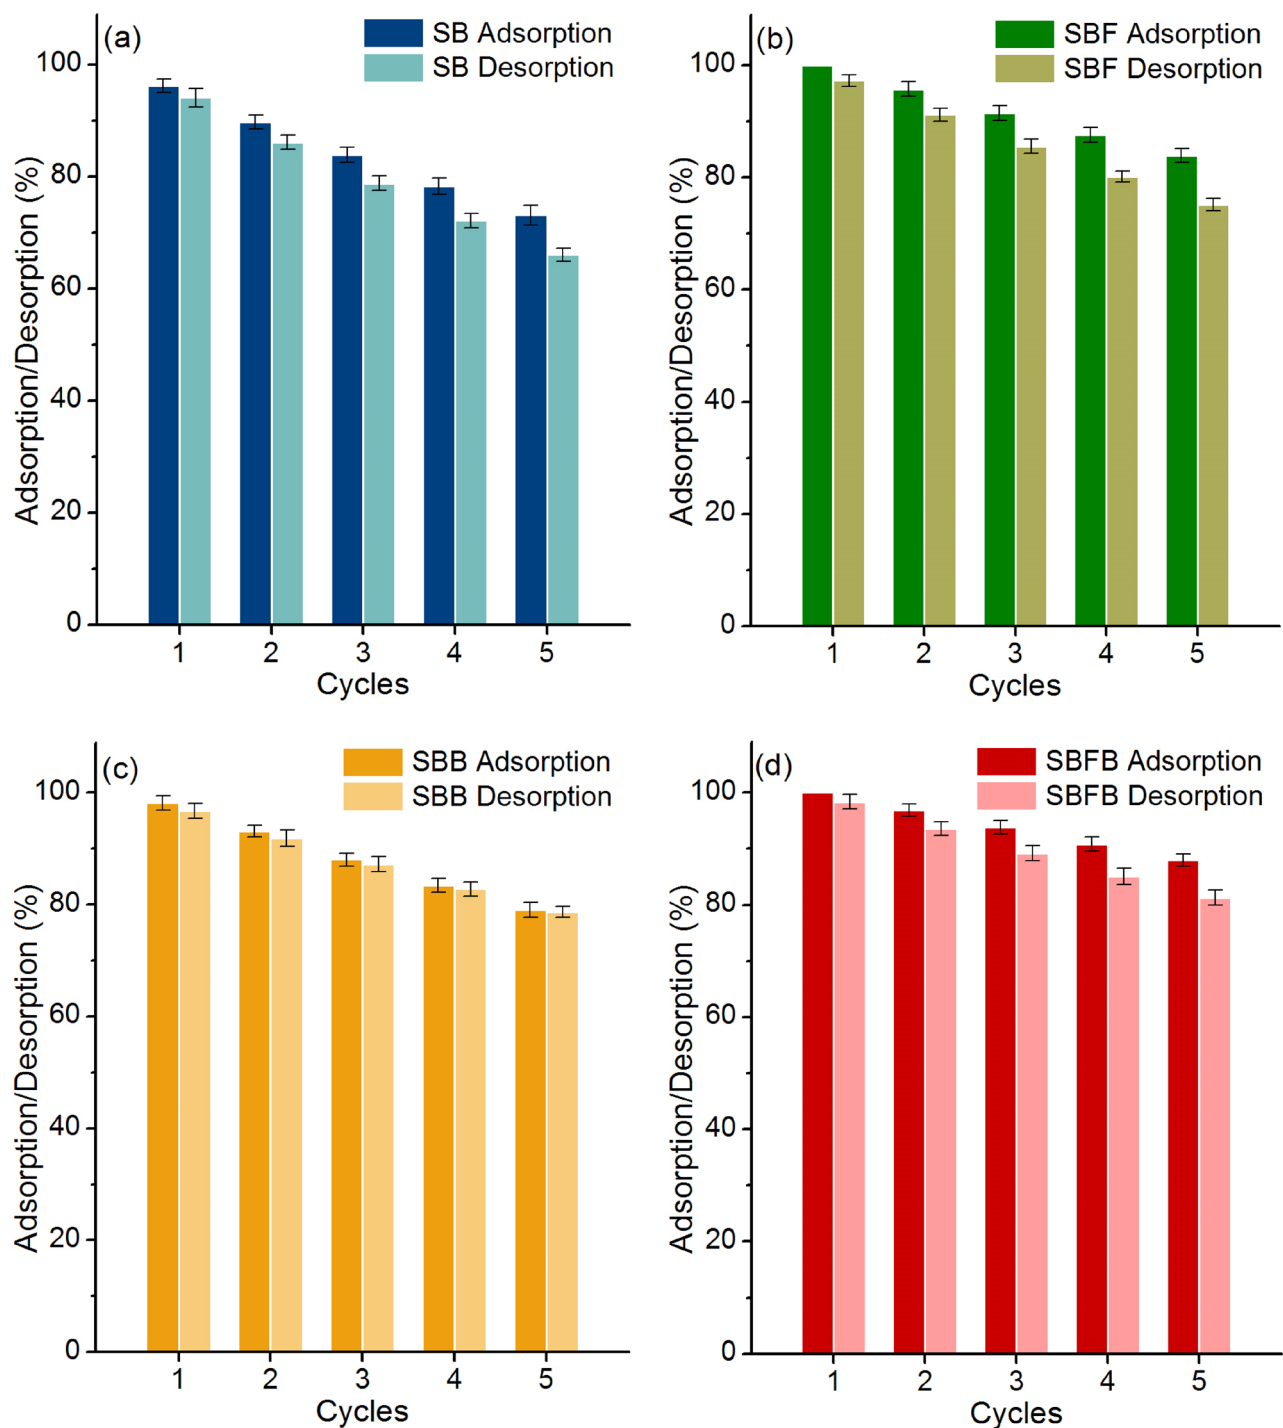 (a)
SB Adsorption
SB Desorption
Adsorption/Desorption (%)
100
80
60
40
20
0
1 2 3 4 5
Cycles
(b)
SBF Adsorption
SBF Desorption
Adsorption/Desorption (%)
100
80
60
40
20
0
1 2 3 4 5
Cycles
(c)
SBB Adsorption
SBB Desorption
Adsorption/Desorption (%)
100
80
60
40
20
0
1 2 3 4 5
Cycles
(d)
SBFB Adsorption
SBFB Desorption
Adsorption/Desorption (%)
100
80
60
40
20
0
1 2 3 4 5
Cycles